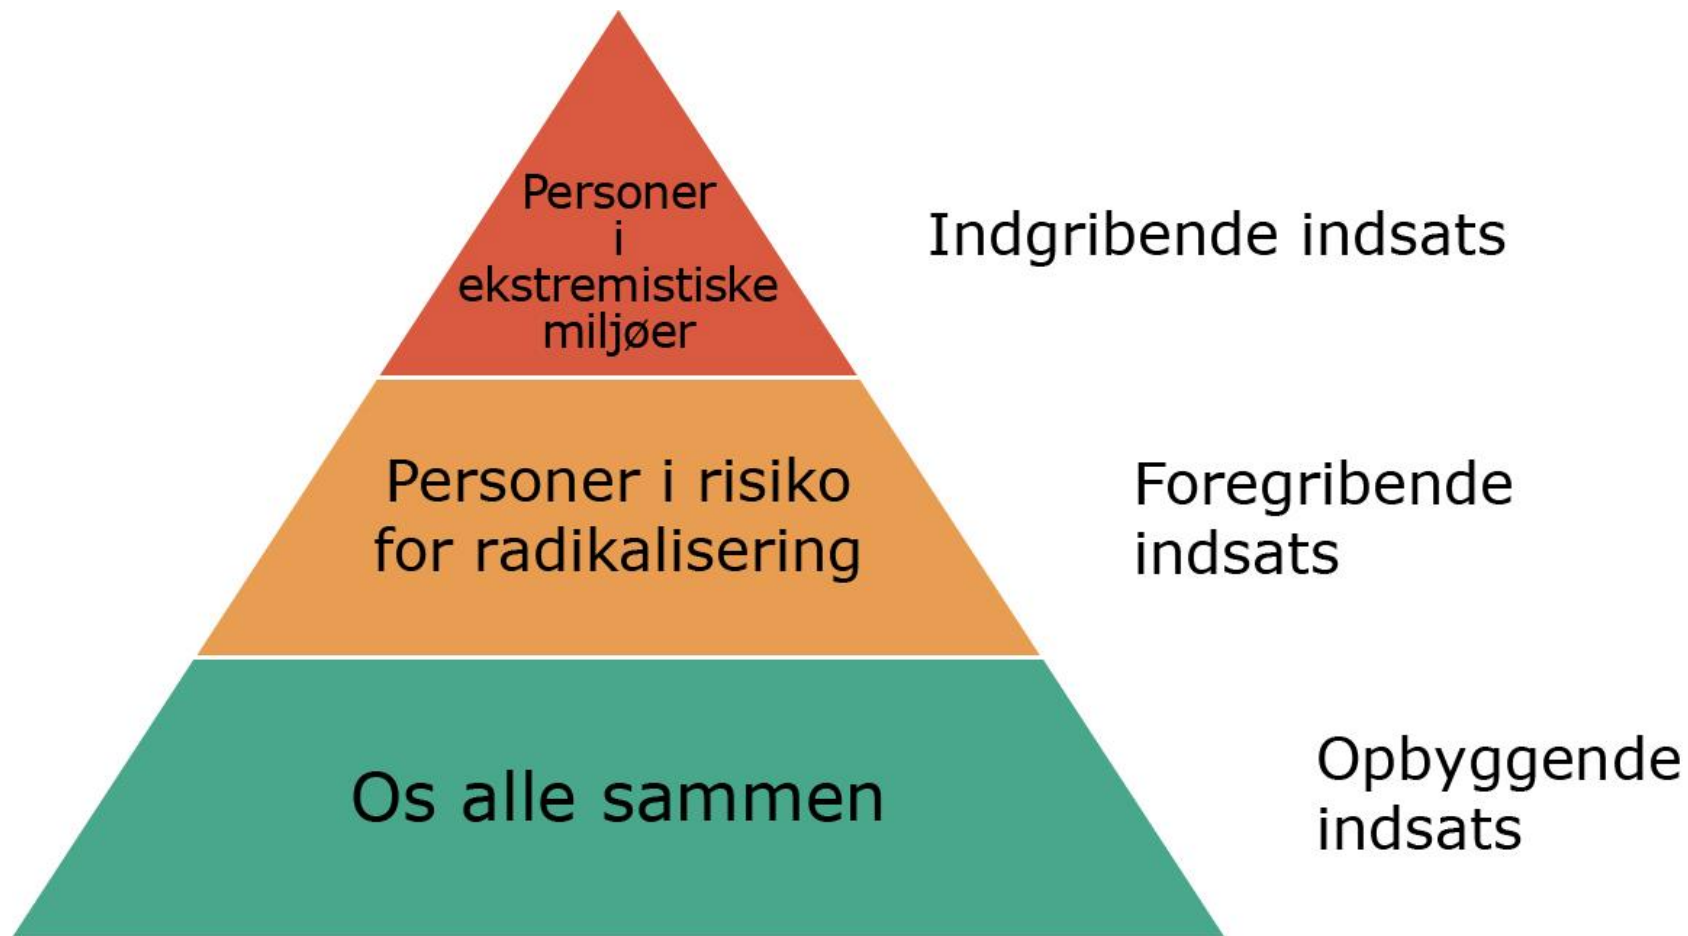 Personer
i
ekstremistiske
miljøer
Indgribende indsats
Personer i risiko
for radikalisering
Foregribende
indsats
Os alle sammen
Opbyggende
indsats